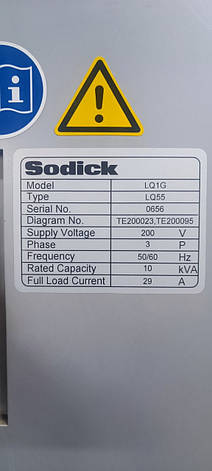 Sodick
Model LQ1G
Type LQ55
Serial No. 0656
Diagram No. TE200023,TE200095
Supply Voltage 200 V
Phase 3 P
Frequency 50/60 Hz
Rated Capacity 10 kVA
Full Load Current 29 A